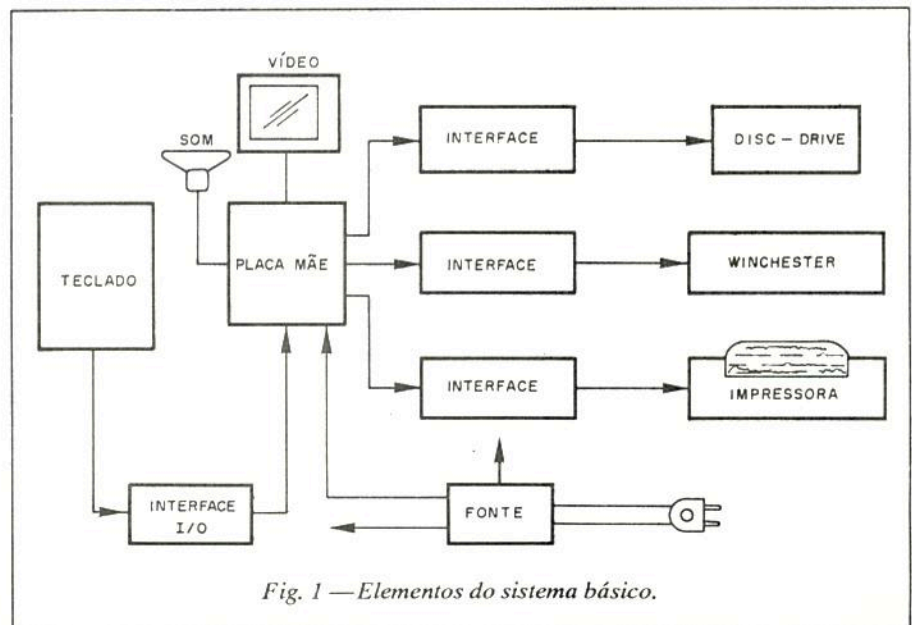 VÍDEO
SOM
INTERFACE
DISC - DRIVE
TECLADO
PLACA MÃE
INTERFACE
WINCHESTER
INTERFACE
IMPRESSORA
INTERFACE
I/O
FONTE
Fig. 1 — Elementos do sistema básico.